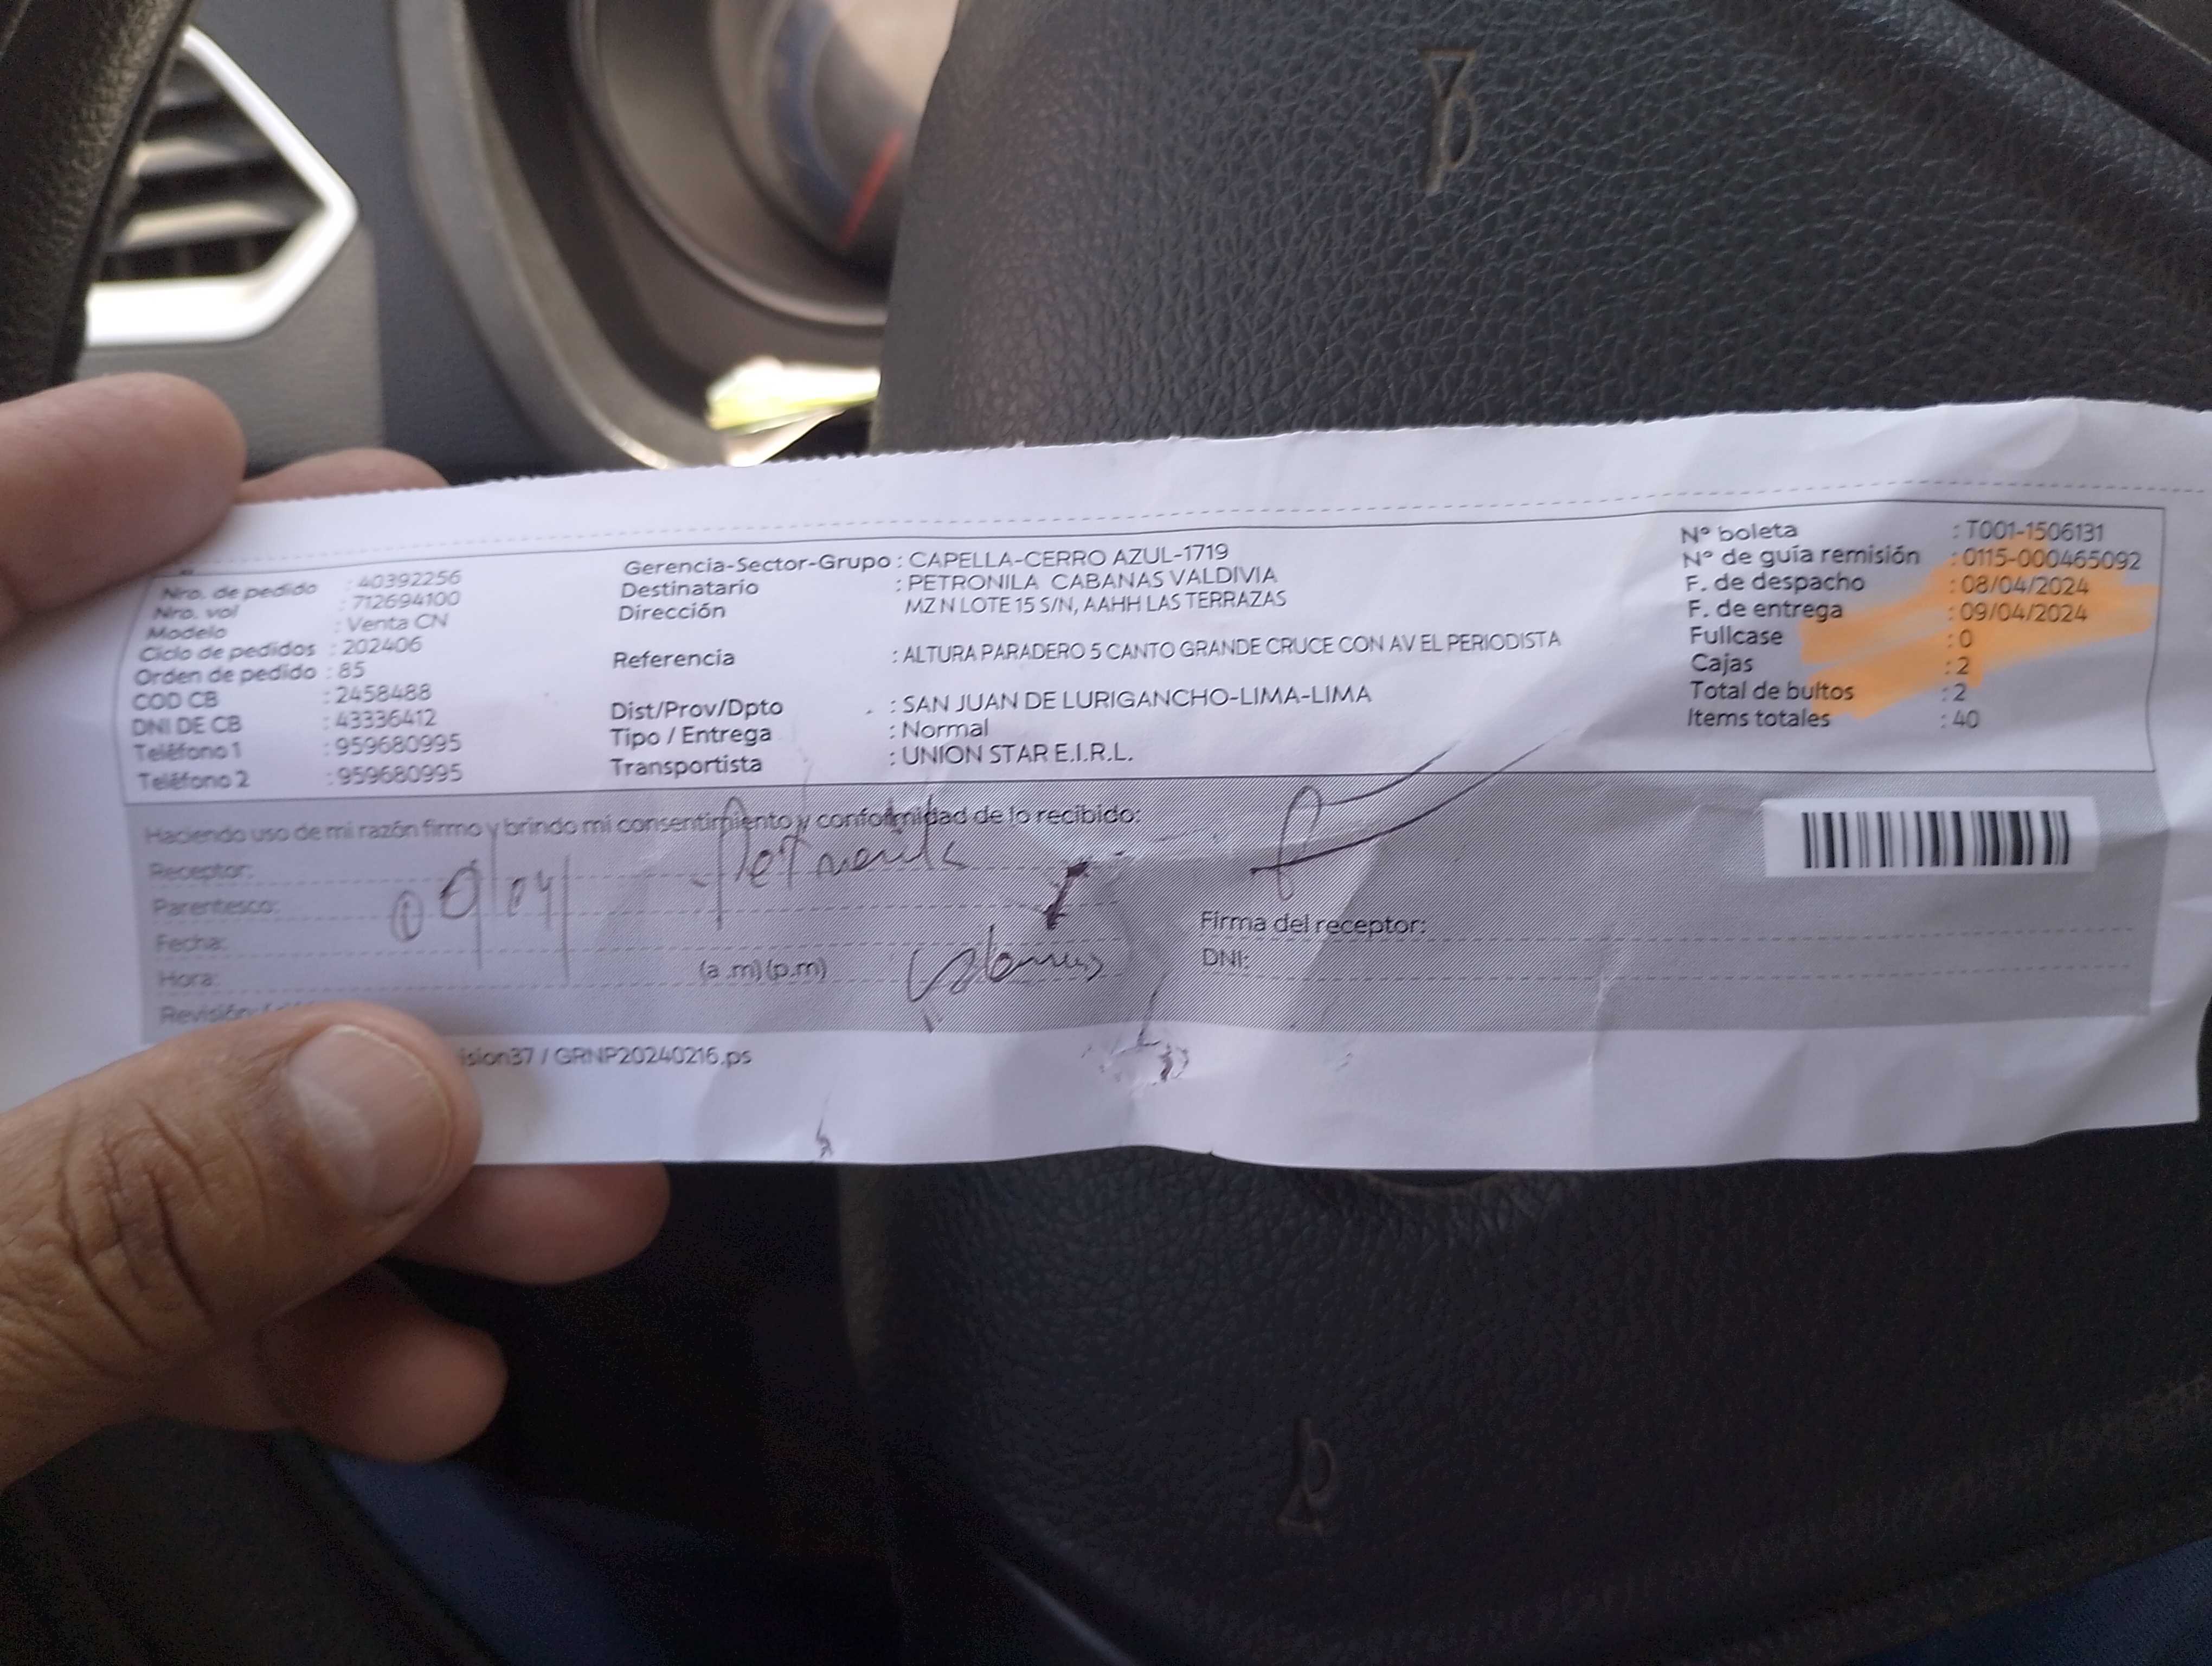 Nro. de pedido : 40392256
Nro. vol : 712694100
Modelo : Venta CN
Ciclo de pedidos : 202406
Orden de pedido : 85
COD CB : 2458488
DNI DE CB : 43336412
Teléfono 1 : 959680995
Teléfono 2 : 959680995
Gerencia-Sector-Grupo : CAPELLA-CERRO AZUL-1719
Destinatario : PETRONILA CABANAS VALDIVIA
Dirección MZ N LOTE 15 S/N, AAHH LAS TERRAZAS
Referencia : ALTURA PARADERO 5 CANTO GRANDE CRUCE CON AV EL PERIODISTA
Dist/Prov/Dpto : SAN JUAN DE LURIGANCHO-LIMA-LIMA
Tipo / Entrega : Normal
Transportista : UNION STAR E.I.R.L.
N° boleta : T001-1506131
N° de guía remisión : 0115-000465092
F. de despacho : 08/04/2024
F. de entrega : 09/04/2024
Fullcase : 0
Cajas : 2
Total de bultos : 2
Items totales : 40
Haciendo uso de mi razón firmo y brindo mi consentimiento y conformidad de lo recibido:
Receptor:
Parentesco:
Fecha:
Hora: (a.m)(p.m)
Revisión:
Firma del receptor:
DNI:
ision37 / GRNP20240216.ps